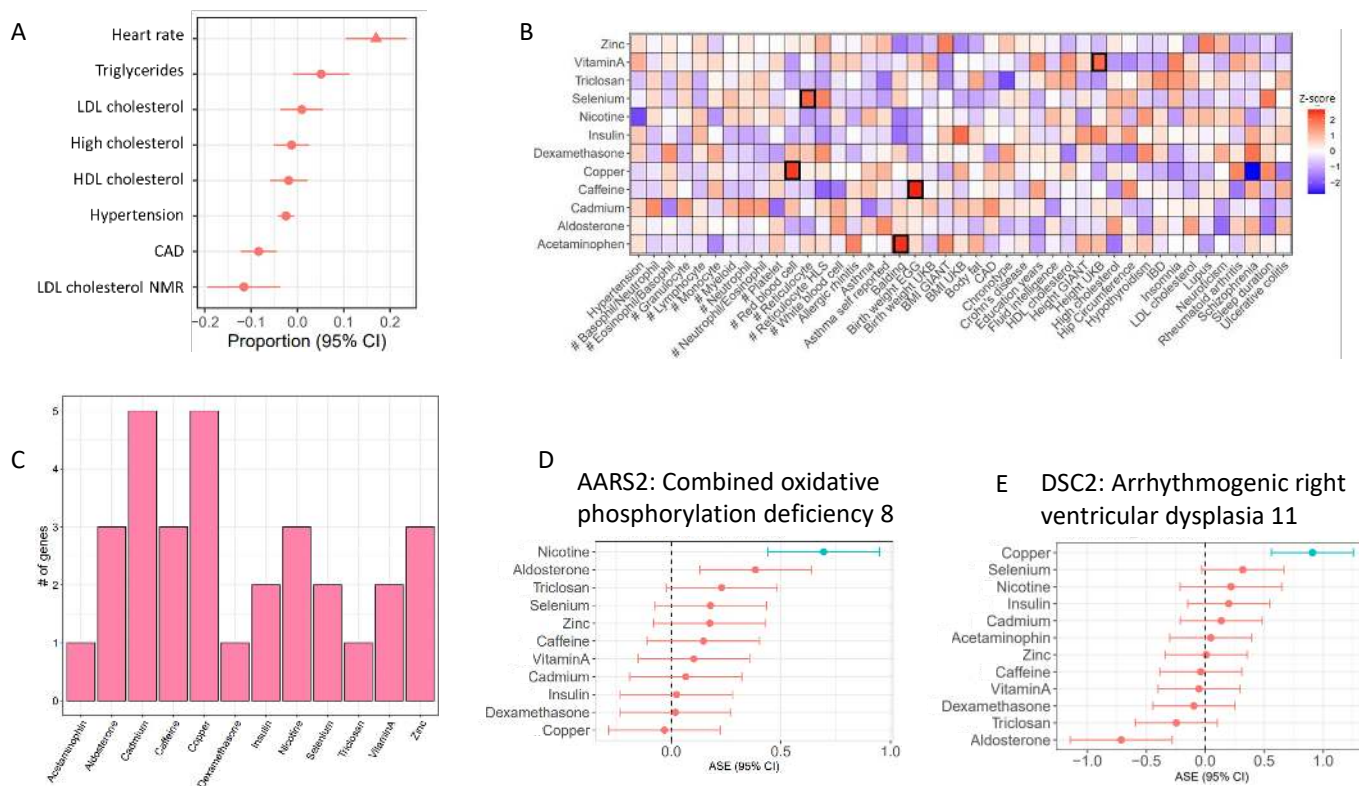 A
Heart rate
Triglycerides
LDL cholesterol
High cholesterol
HDL cholesterol
Hypertension
CAD
LDL cholesterol NMR
−0.2 −0.1 0.0 0.1 0.2
Proportion (95% CI)
B
Zinc
VitaminA
Triclosan
Selenium
Nicotine
Insulin
Dexamethasone
Copper
Caffeine
Cadmium
Aldosterone
Acetaminophen
Hypertension
# Basophil/Neutrophil
# Eosinophil/Basophil
# Granulocyte
# Lymphocyte
# Monocyte
# Myeloid
# Neutrophil
# Neutrophil/Eosinophil
# Platelet
# Red blood cell
# Reticulocyte
# Reticulocyte HLS
# White blood cell
Allergic rhinitis
Asthma
Asthma self reported
Balding
Birth weight EGG
Birth weight UKB
BMI GIANT
BMI UKB
Body fat
CAD
Chronotype
Crohn's disease
Education years
Fluid intelligence
HDL cholesterol
Height GIANT
Height UKB
High cholesterol
Hip Circumference
Hypothyroidism
IBD
Insomnia
LDL cholesterol
Lupus
Neuroticism
Rheumatoid arthritis
Schizophrenia
Sleep duration
Ulcerative colitis
Z-score
2
1
0
−1
−2
C
# of genes
5
4
3
2
1
0
Acetaminophin
Aldosterone
Cadmium
Caffeine
Copper
Dexamethasone
Insulin
Nicotine
Selenium
Triclosan
VitaminA
Zinc
D
AARS2: Combined oxidative
phosphorylation deficiency 8
Nicotine
Aldosterone
Triclosan
Selenium
Zinc
Caffeine
VitaminA
Cadmium
Insulin
Dexamethasone
Copper
0.0 0.5 1.0
ASE (95% CI)
E
DSC2: Arrhythmogenic right
ventricular dysplasia 11
Copper
Selenium
Nicotine
Insulin
Cadmium
Acetaminophin
Zinc
Caffeine
VitaminA
Dexamethasone
Triclosan
Aldosterone
−1.0 −0.5 0.0 0.5 1.0
ASE (95% CI)